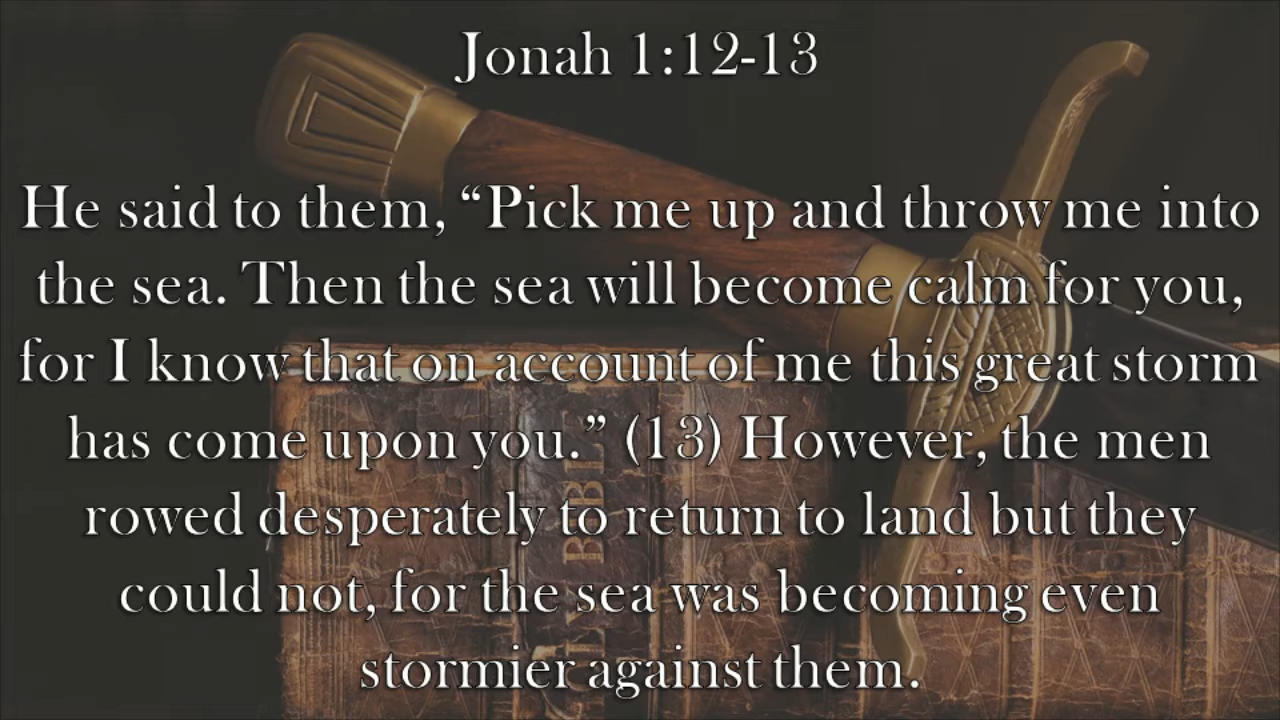 Jonah 1:12-13
He said to them, “Pick me up and throw me into
the sea. Then the sea will become calm for you,
for I know that on account of me this great storm
has come upon you.” (13) However, the men
rowed desperately to return to land but they
could not, for the sea was becoming even
stormier against them.